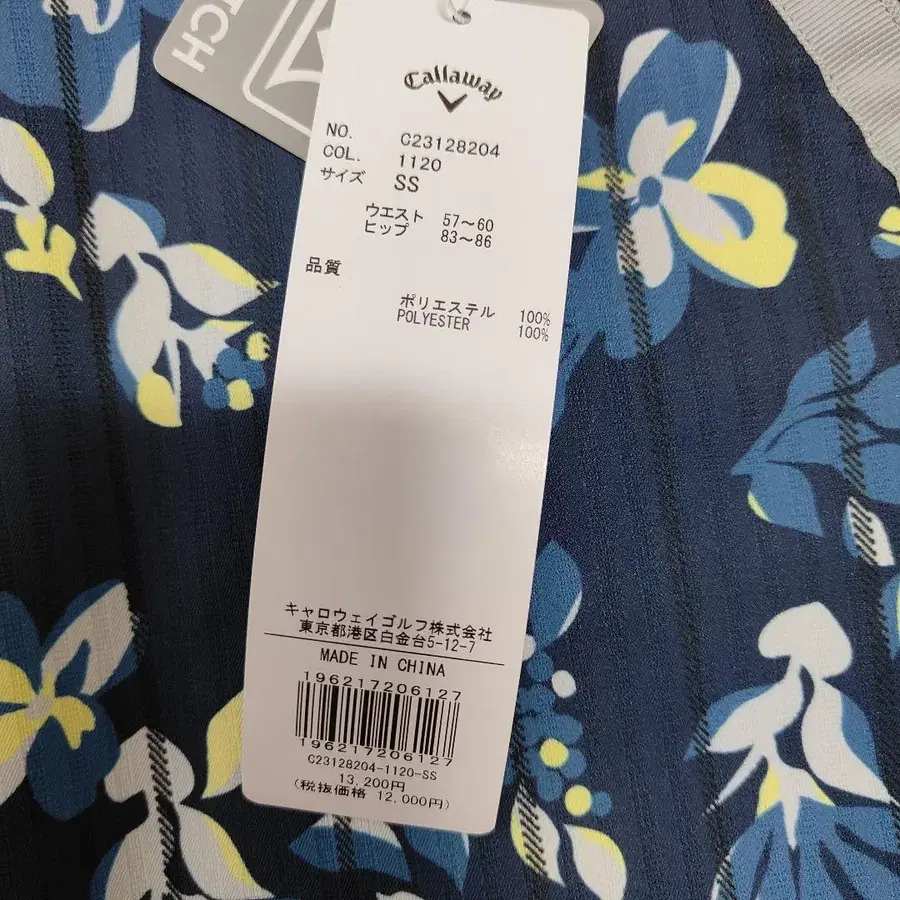 TCH
Callaway
NO. C23128204
COL. 1120
サイズ SS
ウエスト 57～60
ヒップ 83～86
品質
ポリエステル 100%
POLYESTER 100%
キャロウェイゴルフ株式会社
東京都港区白金台5-12-7
MADE IN CHINA
196217206127
196217206127
C23128204-1120-SS
13,200円
(税抜価格 12,000円)